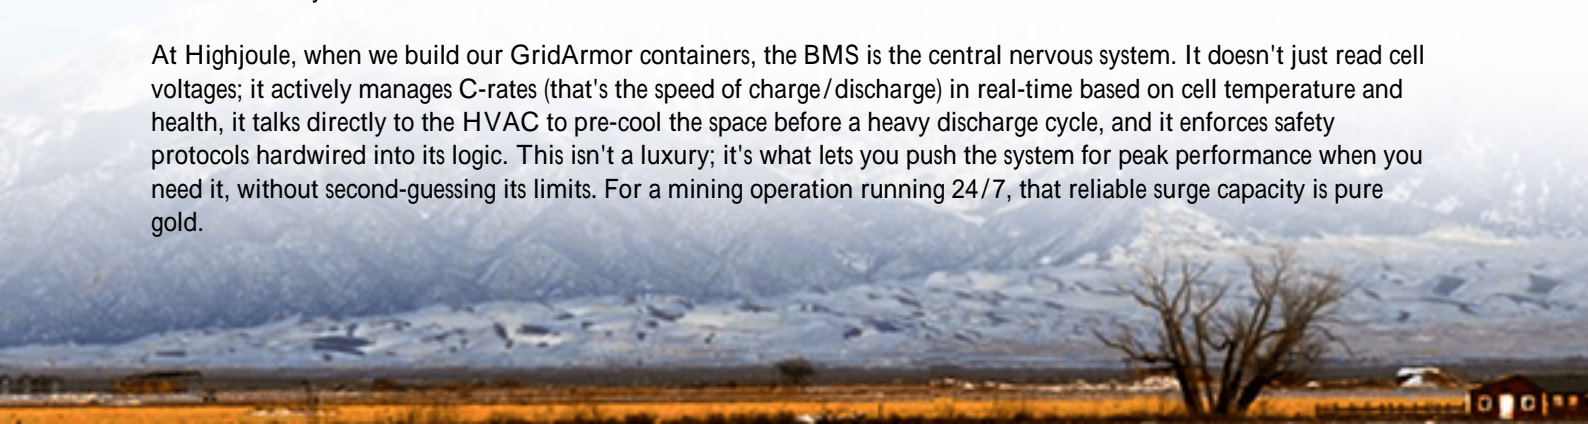 At Highjoule, when we build our GridArmor containers, the BMS is the central nervous system. It doesn't just read cell
voltages; it actively manages C-rates (that's the speed of charge/discharge) in real-time based on cell temperature and
health, it talks directly to the HVAC to pre-cool the space before a heavy discharge cycle, and it enforces safety
protocols hardwired into its logic. This isn't a luxury; it's what lets you push the system for peak performance when you
need it, without second-guessing its limits. For a mining operation running 24/7, that reliable surge capacity is pure
gold.